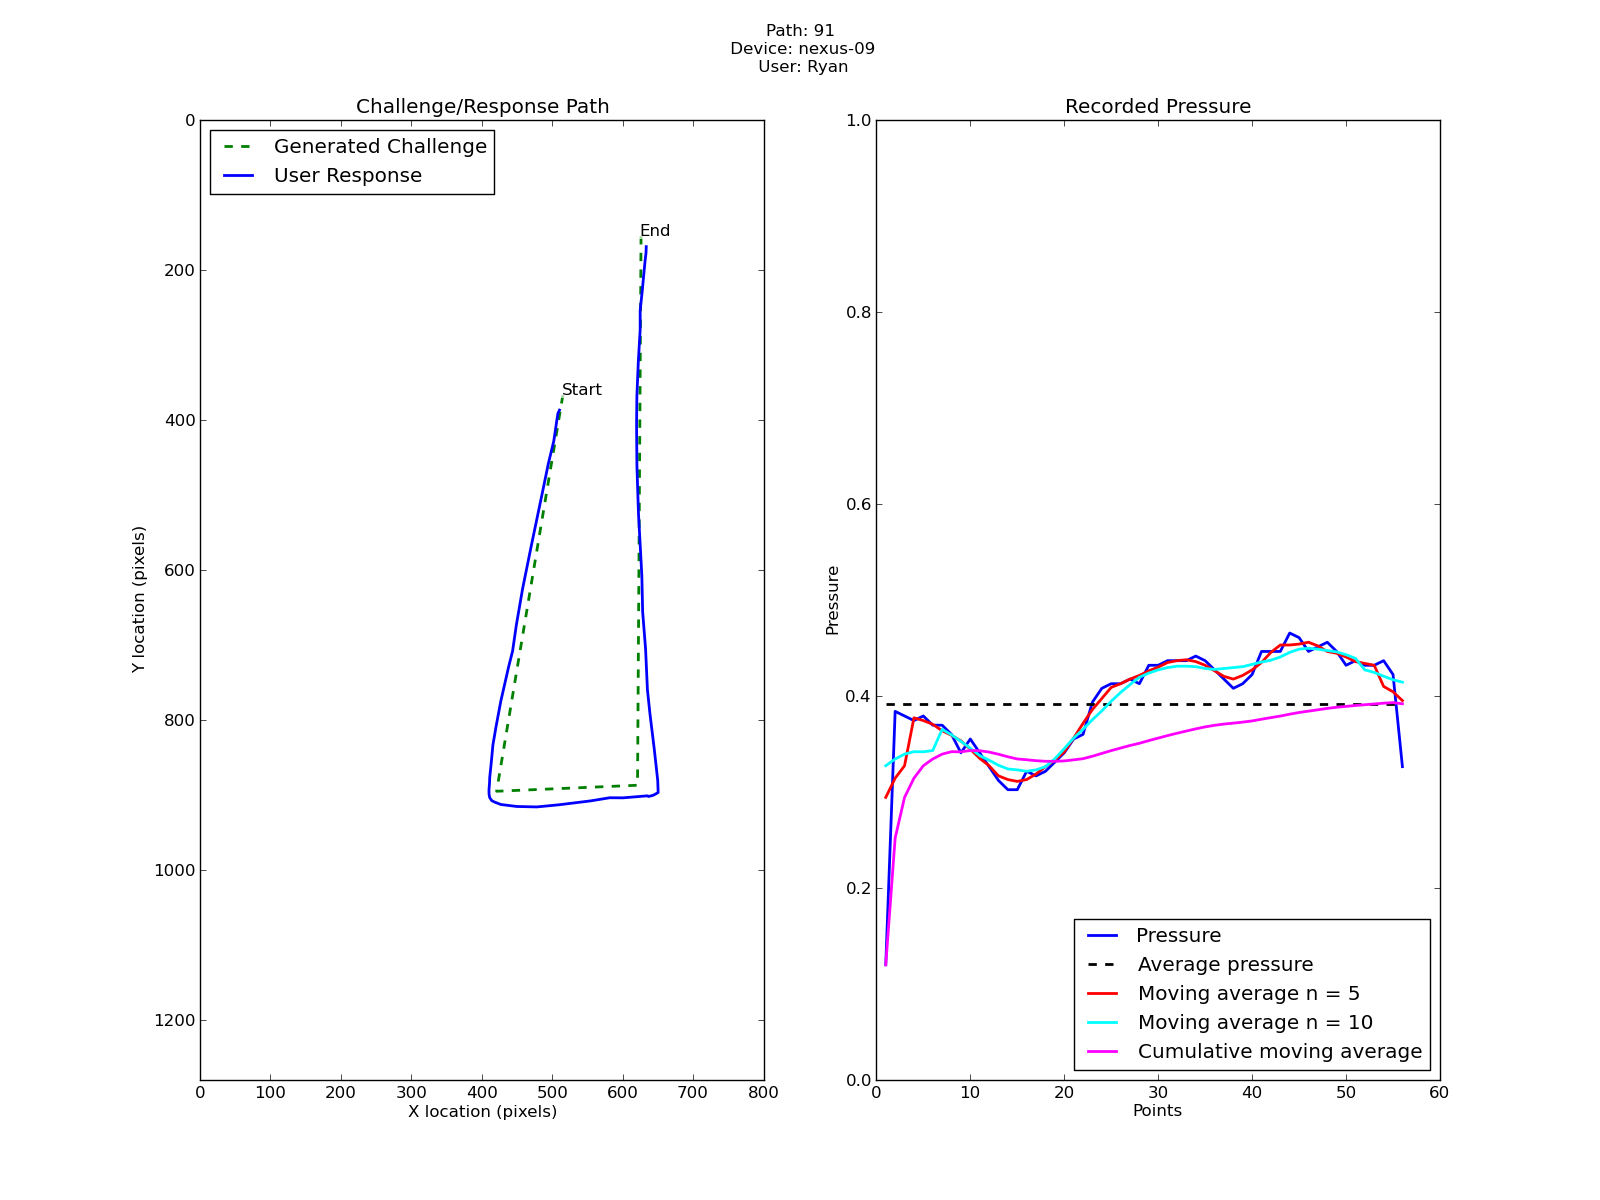 Path: 91
Device: nexus-09
User: Ryan
Challenge/Response Path
Generated Challenge
User Response
End
Start
0
200
400
600
800
1000
1200
Y location (pixels)
0 100 200 300 400 500 600 700 800
X location (pixels)
Recorded Pressure
1.0
0.8
0.6
0.4
0.2
0.0
Pressure
Pressure
Average pressure
Moving average n = 5
Moving average n = 10
Cumulative moving average
0 10 20 30 40 50 60
Points